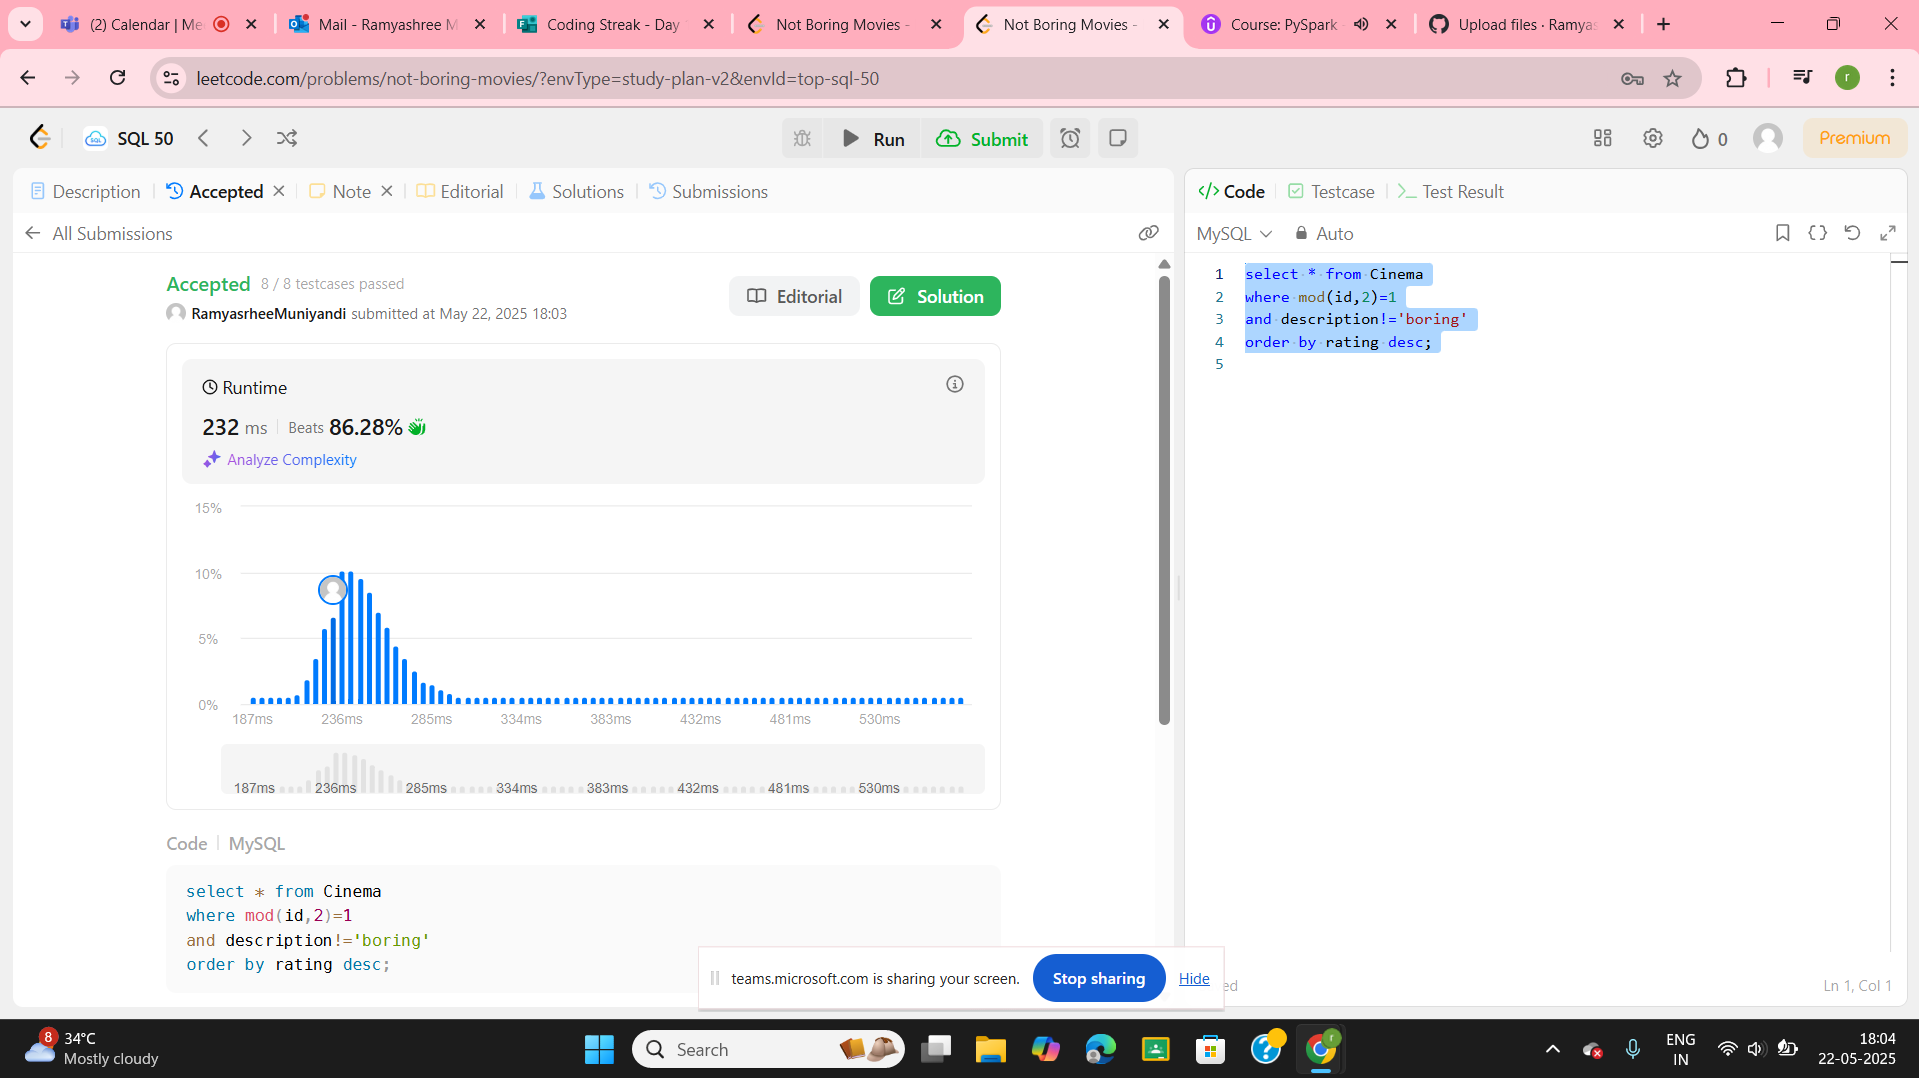 (2) Calendar | Me
Mail - Ramyashree M
Coding Streak - Day
Not Boring Movies -
Not Boring Movies -
Course: PySpark
Upload files · Ramyas
leetcode.com/problems/not-boring-movies/?envType=study-plan-v2&envId=top-sql-50
r
SQL 50
Run
Submit
0
Premium
Description
Accepted
Note
Editorial
Solutions
Submissions
</> Code
Testcase
Test Result
All Submissions
MySQL
Auto
Accepted 8 / 8 testcases passed
RamyasrheeMuniyandi submitted at May 22, 2025 18:03
Editorial
Solution
1 select * from Cinema
2 where mod(id,2)=1
3 and description!='boring'
4 order by rating desc;
5
Runtime
232 ms Beats 86.28%
Analyze Complexity
15%
10%
5%
0%
187ms 236ms 285ms 334ms 383ms 432ms 481ms 530ms
187ms 236ms 285ms 334ms 383ms 432ms 481ms 530ms
Code MySQL
select * from Cinema
where mod(id,2)=1
and description!='boring'
order by rating desc;
teams.microsoft.com is sharing your screen.
Stop sharing
Hide
ed
Ln 1, Col 1
8
34°C
Mostly cloudy
Search
r
ENG
IN
18:04
22-05-2025